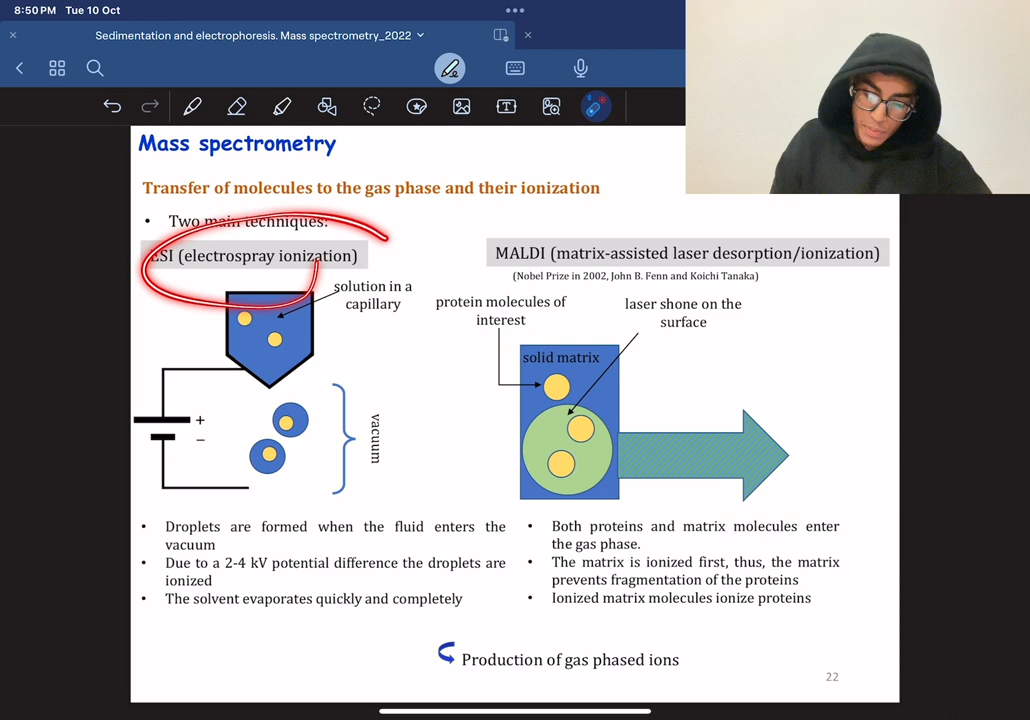 8:50 PM Tue 10 Oct
Sedimentation and electrophoresis. Mass spectrometry_2022
Mass spectrometry
Transfer of molecules to the gas phase and their ionization
• Two main techniques:
ESI (electrospray ionization)
MALDI (matrix-assisted laser desorption/ionization)
(Nobel Prize in 2002, John B. Fenn and Koichi Tanaka)
solution in a
capillary
+
−
vacuum
protein molecules of
interest
laser shone on the
surface
solid matrix
• Droplets are formed when the fluid enters the
vacuum
• Due to a 2-4 kV potential difference the droplets are
ionized
• The solvent evaporates quickly and completely
• Both proteins and matrix molecules enter
the gas phase.
• The matrix is ionized first, thus, the matrix
prevents fragmentation of the proteins
• Ionized matrix molecules ionize proteins
Production of gas phased ions
22